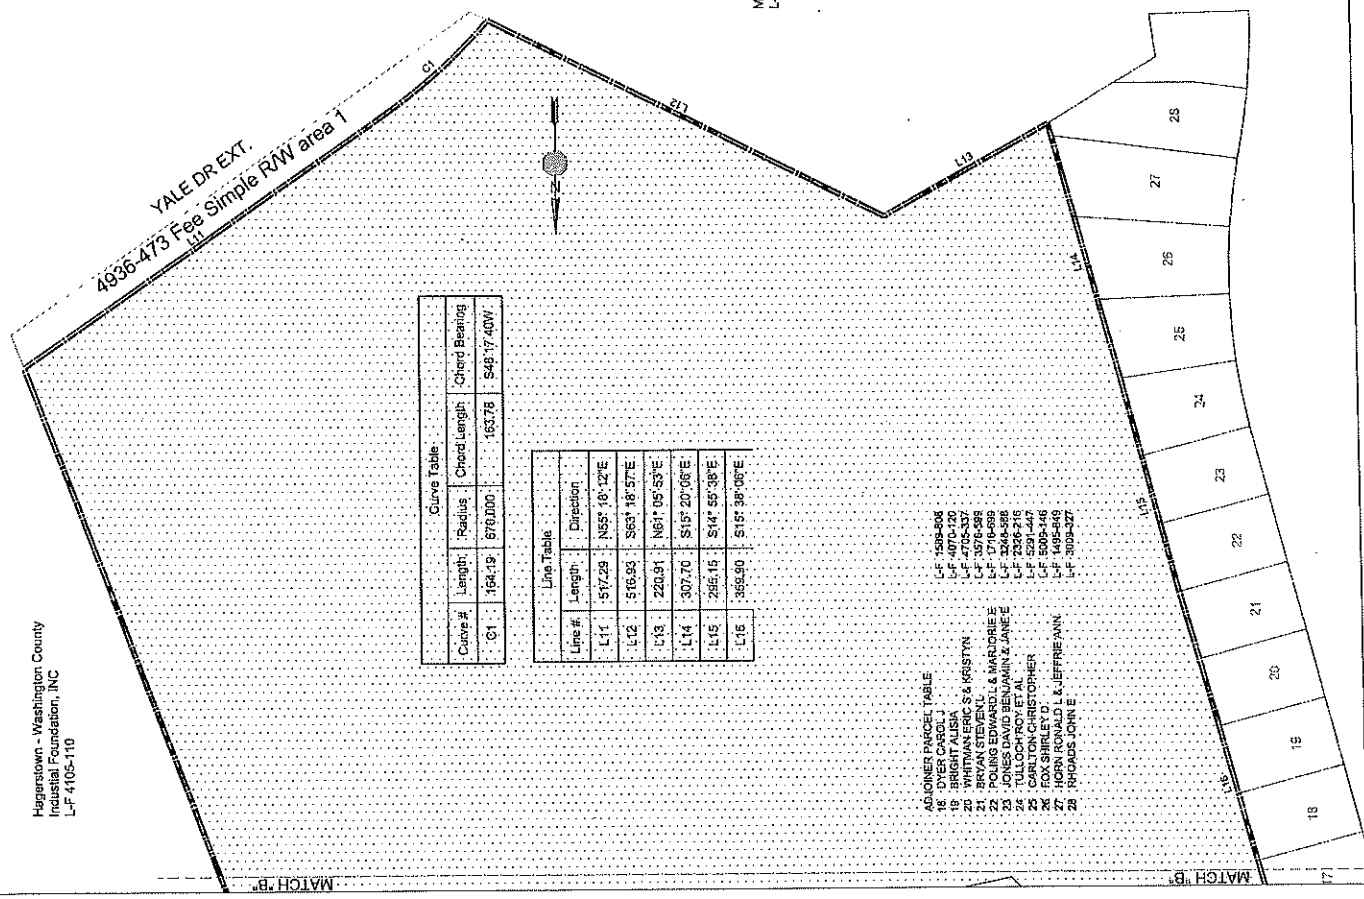 Hagerstown - Washington County
Industial Foundation, INC
L-F 4105-110
YALE DR EXT.
4936-473 Fee Simple R/W area 1
L11
C1
L12
L13
L14
L15
L16
N
Curve Table
Curve # Length Radius Chord Length Chord Bearing
C1 164.19 678.000 163.78 S48 17 40W
Line Table
Line # Length Direction
L11 517.29 N55° 18' 12"E
L12 516.93 S63° 18' 57"E
L13 220.91 N61° 05' 53"E
L14 307.70 S15° 20' 06"E
L15 295.15 S14° 55' 38"E
L16 359.90 S15° 38' 06"E
ADJOINER PARCEL TABLE
18 DYER CAROL J L-F 1589-808
19 BRIGHT ALISIA L-F 4070-120
20 WHITMAN ERIC S & KRISTYN L-F 4705-337
21 BRYAN STEVEN L L-F 3576-599
22 POLING EDWARD L & MARJORIE E L-F 1716-699
23 JONES DAVID BENJAMIN & JANE E L-F 3246-588
24 TULLOCH ROY ET AL L-F 2326-216
25 CARLTON CHRISTOPHER L-F 5291-447
26 FOX SHIRLEY D L-F 5009-146
27 HORN RONALD L & JEFFRIE ANN L-F 1495-849
28 RHOADS JOHN E L-F 3009-327
28
27
26
25
24
23
22
21
20
19
18
17
MATCH "B"
MATCH "B"